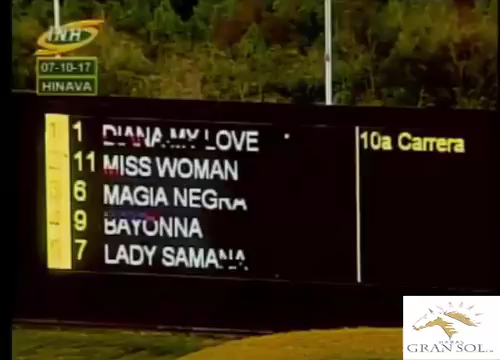 INH
07-10-17
HINAVA
1 DIANA MY LOVE
10a Carrera
11 MISS WOMAN
6 MAGIA NEGRA
9 BAYONNA
7 LADY SAMANA
GRAN SOL